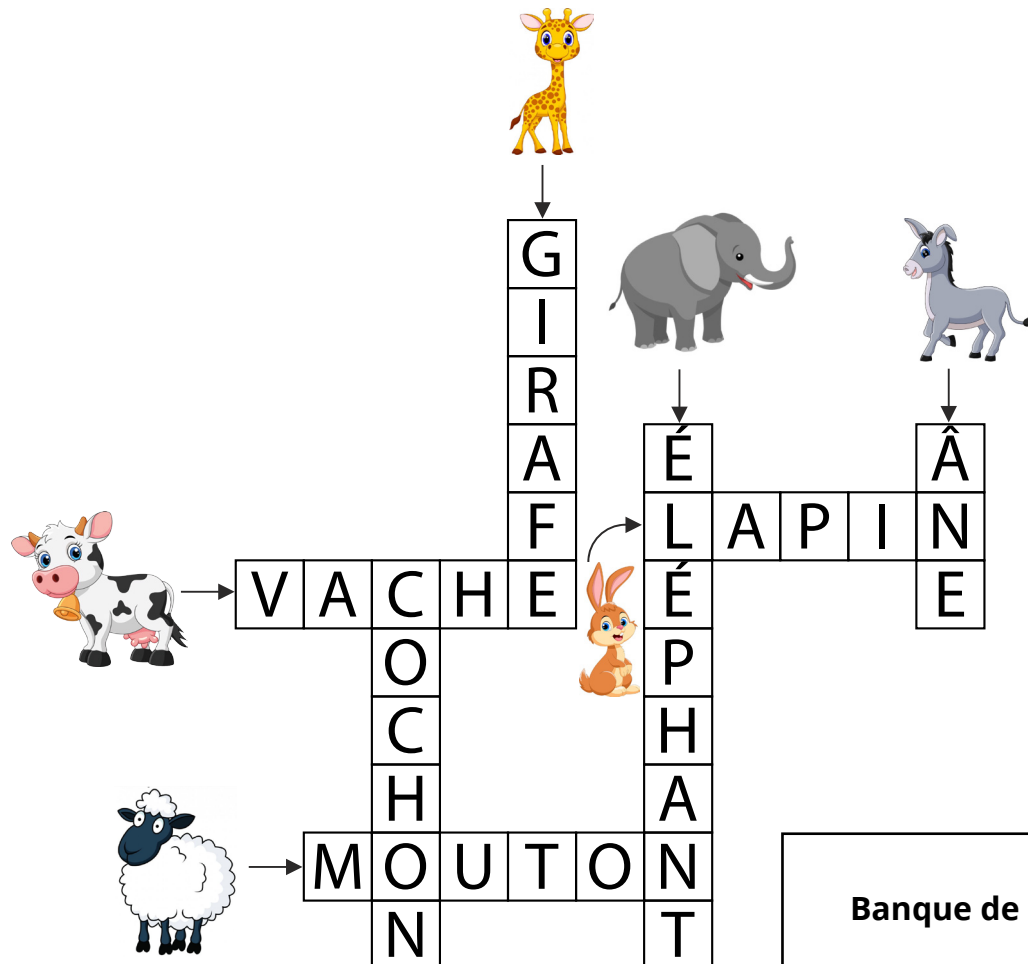 GIRAFE
ÉLÉPHANT
ÂNE
LAPIN
VACHE
COCHON
MOUTON
Banque de